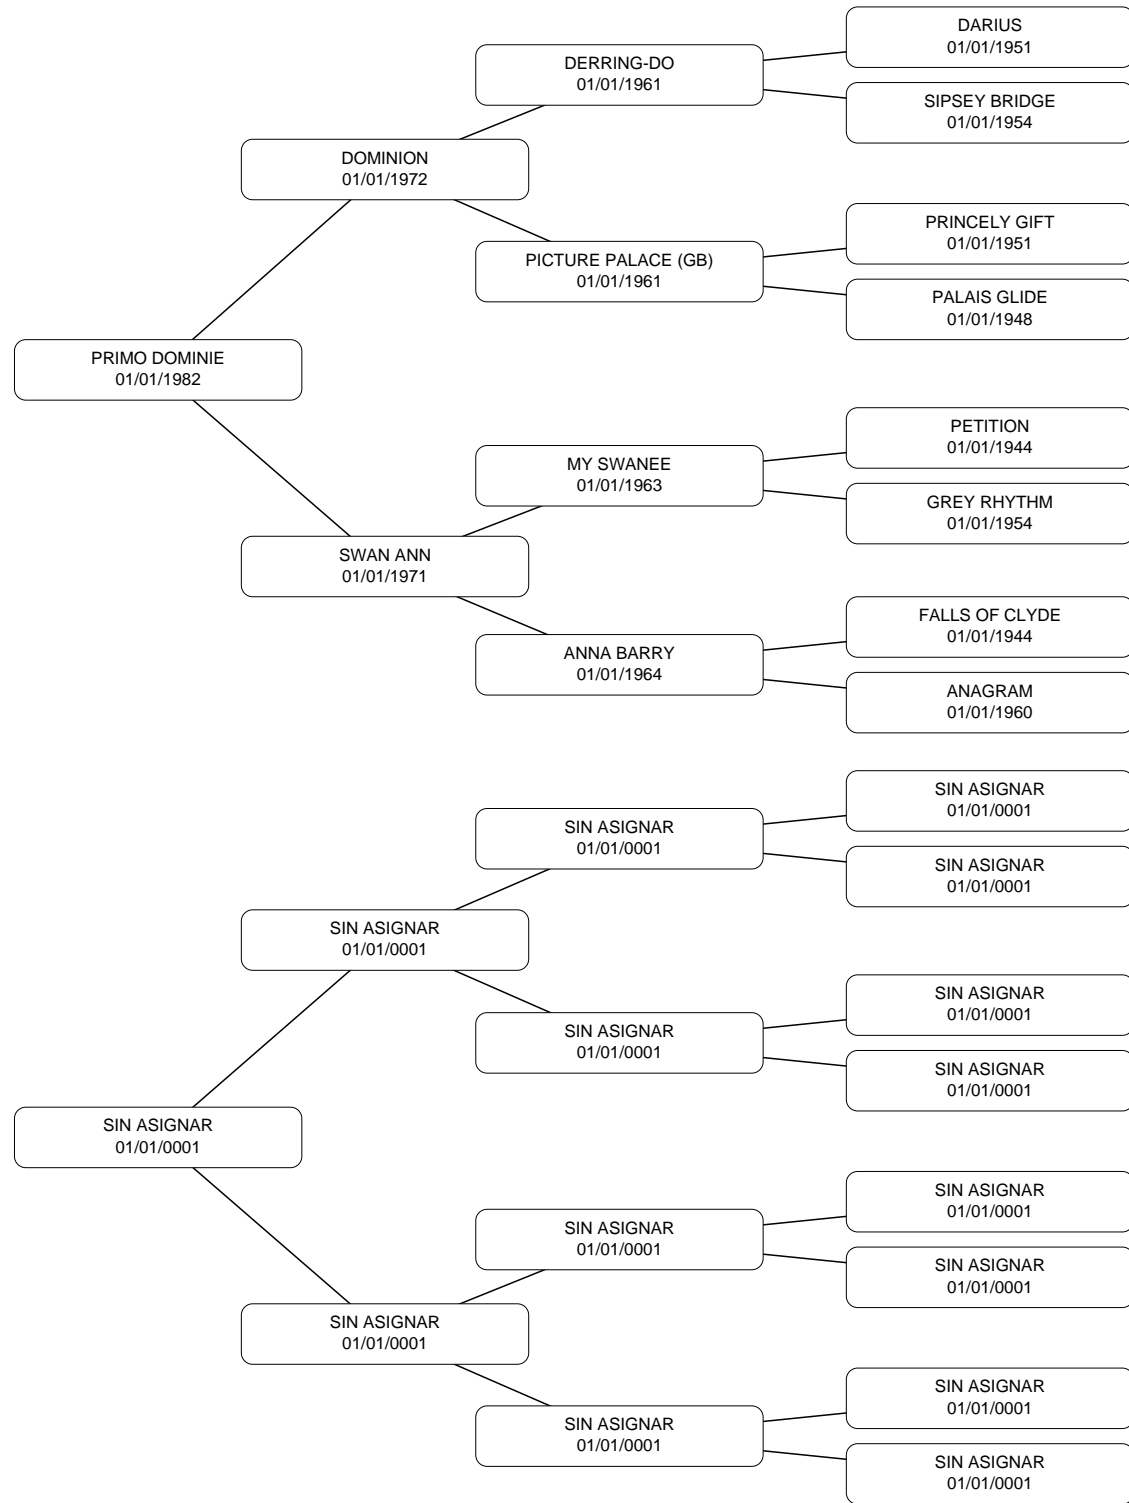 DARIUS
01/01/1951
DERRING-DO
01/01/1961
SIPSEY BRIDGE
01/01/1954
DOMINION
01/01/1972
PRINCELY GIFT
01/01/1951
PICTURE PALACE (GB)
01/01/1961
PALAIS GLIDE
01/01/1948
PRIMO DOMINIE
01/01/1982
PETITION
01/01/1944
MY SWANEE
01/01/1963
GREY RHYTHM
01/01/1954
SWAN ANN
01/01/1971
FALLS OF CLYDE
01/01/1944
ANNA BARRY
01/01/1964
ANAGRAM
01/01/1960
SIN ASIGNAR
01/01/0001
SIN ASIGNAR
01/01/0001
SIN ASIGNAR
01/01/0001
SIN ASIGNAR
01/01/0001
SIN ASIGNAR
01/01/0001
SIN ASIGNAR
01/01/0001
SIN ASIGNAR
01/01/0001
SIN ASIGNAR
01/01/0001
SIN ASIGNAR
01/01/0001
SIN ASIGNAR
01/01/0001
SIN ASIGNAR
01/01/0001
SIN ASIGNAR
01/01/0001
SIN ASIGNAR
01/01/0001
SIN ASIGNAR
01/01/0001
SIN ASIGNAR
01/01/0001